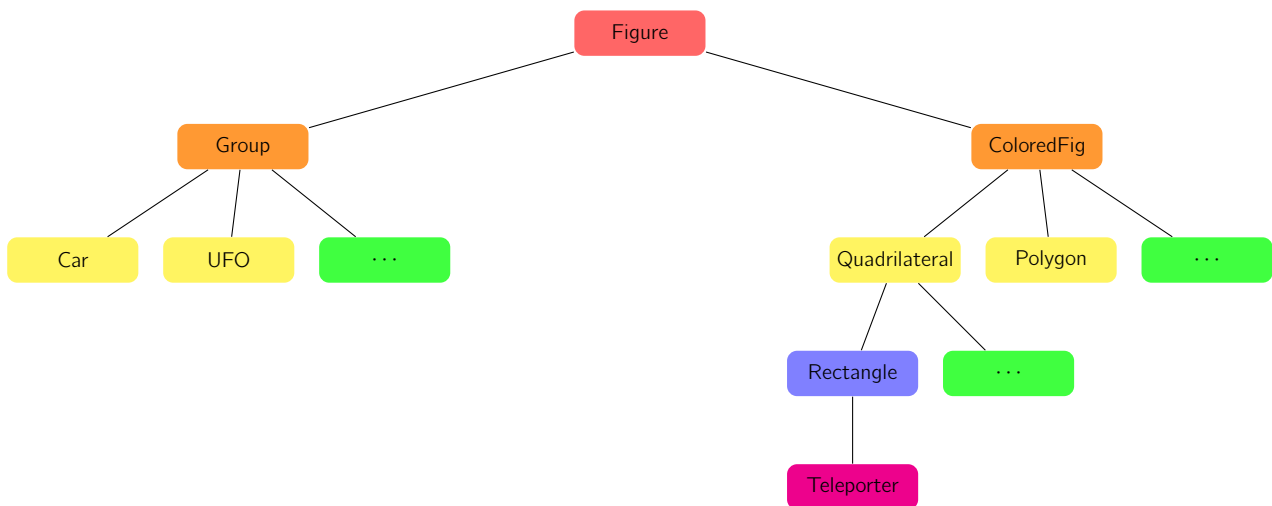 Figure
Group
ColoredFig
Car
UFO
...
Quadrilateral
Polygon
...
Rectangle
...
Teleporter